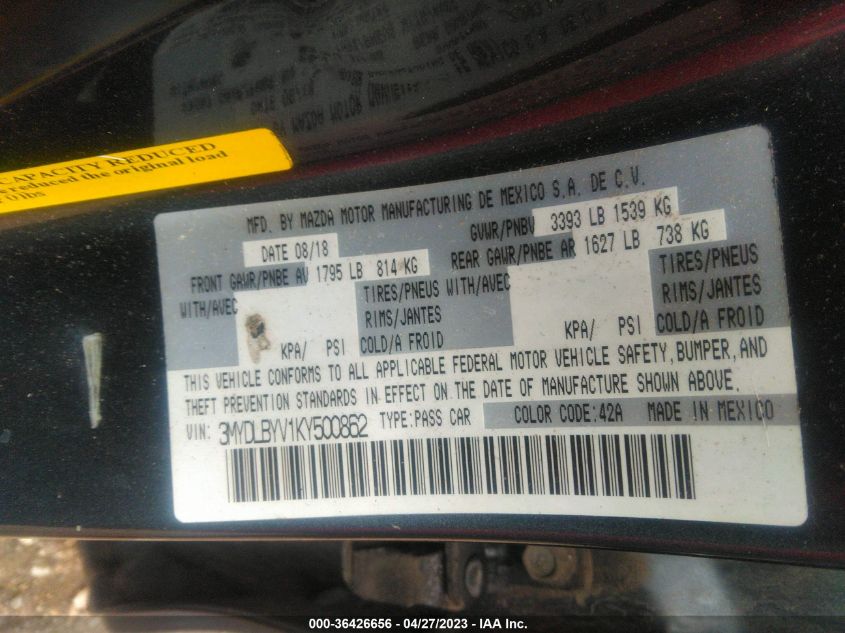 CAPACITY REDUCED
reduced the original load
lbs
MFD. BY MAZDA MOTOR MANUFACTURING DE MEXICO S.A. DE C.V.
DATE 08/18 GVWR/PNBV 3393 LB 1539 KG
FRONT GAWR/PNBE AV 1795 LB 814 KG REAR GAWR/PNBE AR 1627 LB 738 KG
WITH/AVEC TIRES/PNEUS WITH/AVEC TIRES/PNEUS
RIMS/JANTES RIMS/JANTES
KPA/ PSI COLD/A FROID KPA/ PSI COLD/A FROID
THIS VEHICLE CONFORMS TO ALL APPLICABLE FEDERAL MOTOR VEHICLE SAFETY, BUMPER, AND
THEFT PREVENTION STANDARDS IN EFFECT ON THE DATE OF MANUFACTURE SHOWN ABOVE.
VIN: 3MYDLBYV1KY500862 TYPE:PASS CAR COLOR CODE:42A MADE IN MEXICO
000-36426656 - 04/27/2023 - IAA Inc.